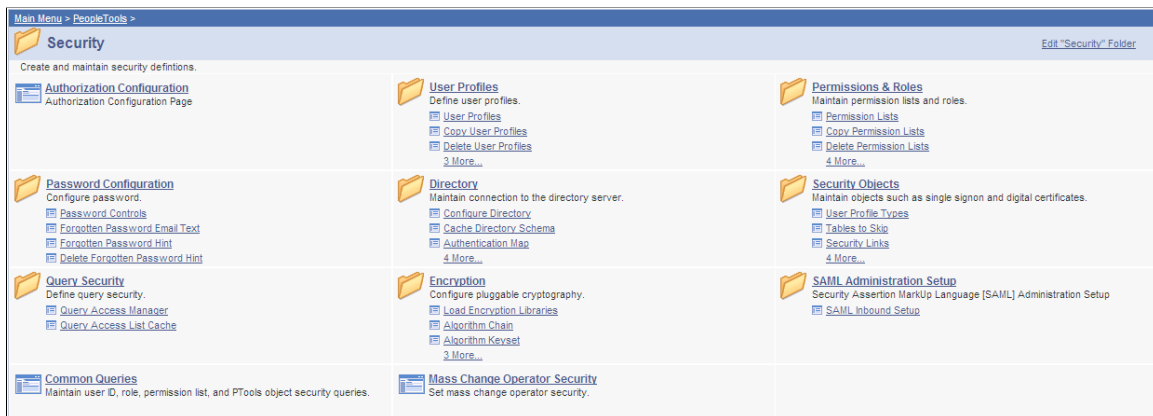 Main Menu > PeopleTools >
Security
Edit "Security" Folder
Create and maintain security defintions.
Authorization Configuration
Authorization Configuration Page
User Profiles
Define user profiles.
User Profiles
Copy User Profiles
Delete User Profiles
3 More...
Permissions & Roles
Maintain permission lists and roles.
Permission Lists
Copy Permission Lists
Delete Permission Lists
4 More...
Password Configuration
Configure password.
Password Controls
Forgotten Password Email Text
Forgotten Password Hint
Delete Forgotten Password Hint
Directory
Maintain connection to the directory server.
Configure Directory
Cache Directory Schema
Authentication Map
4 More...
Security Objects
Maintain objects such as single signon and digital certificates.
User Profile Types
Tables to Skip
Security Links
4 More...
Query Security
Define query security.
Query Access Manager
Query Access List Cache
Encryption
Configure pluggable cryptography.
Load Encryption Libraries
Algorithm Chain
Algorithm Keyset
3 More...
SAML Administration Setup
Security Assertion MarkUp Language [SAML] Administration Setup
SAML Inbound Setup
Common Queries
Maintain user ID, role, permission list, and PTools object security queries.
Mass Change Operator Security
Set mass change operator security.